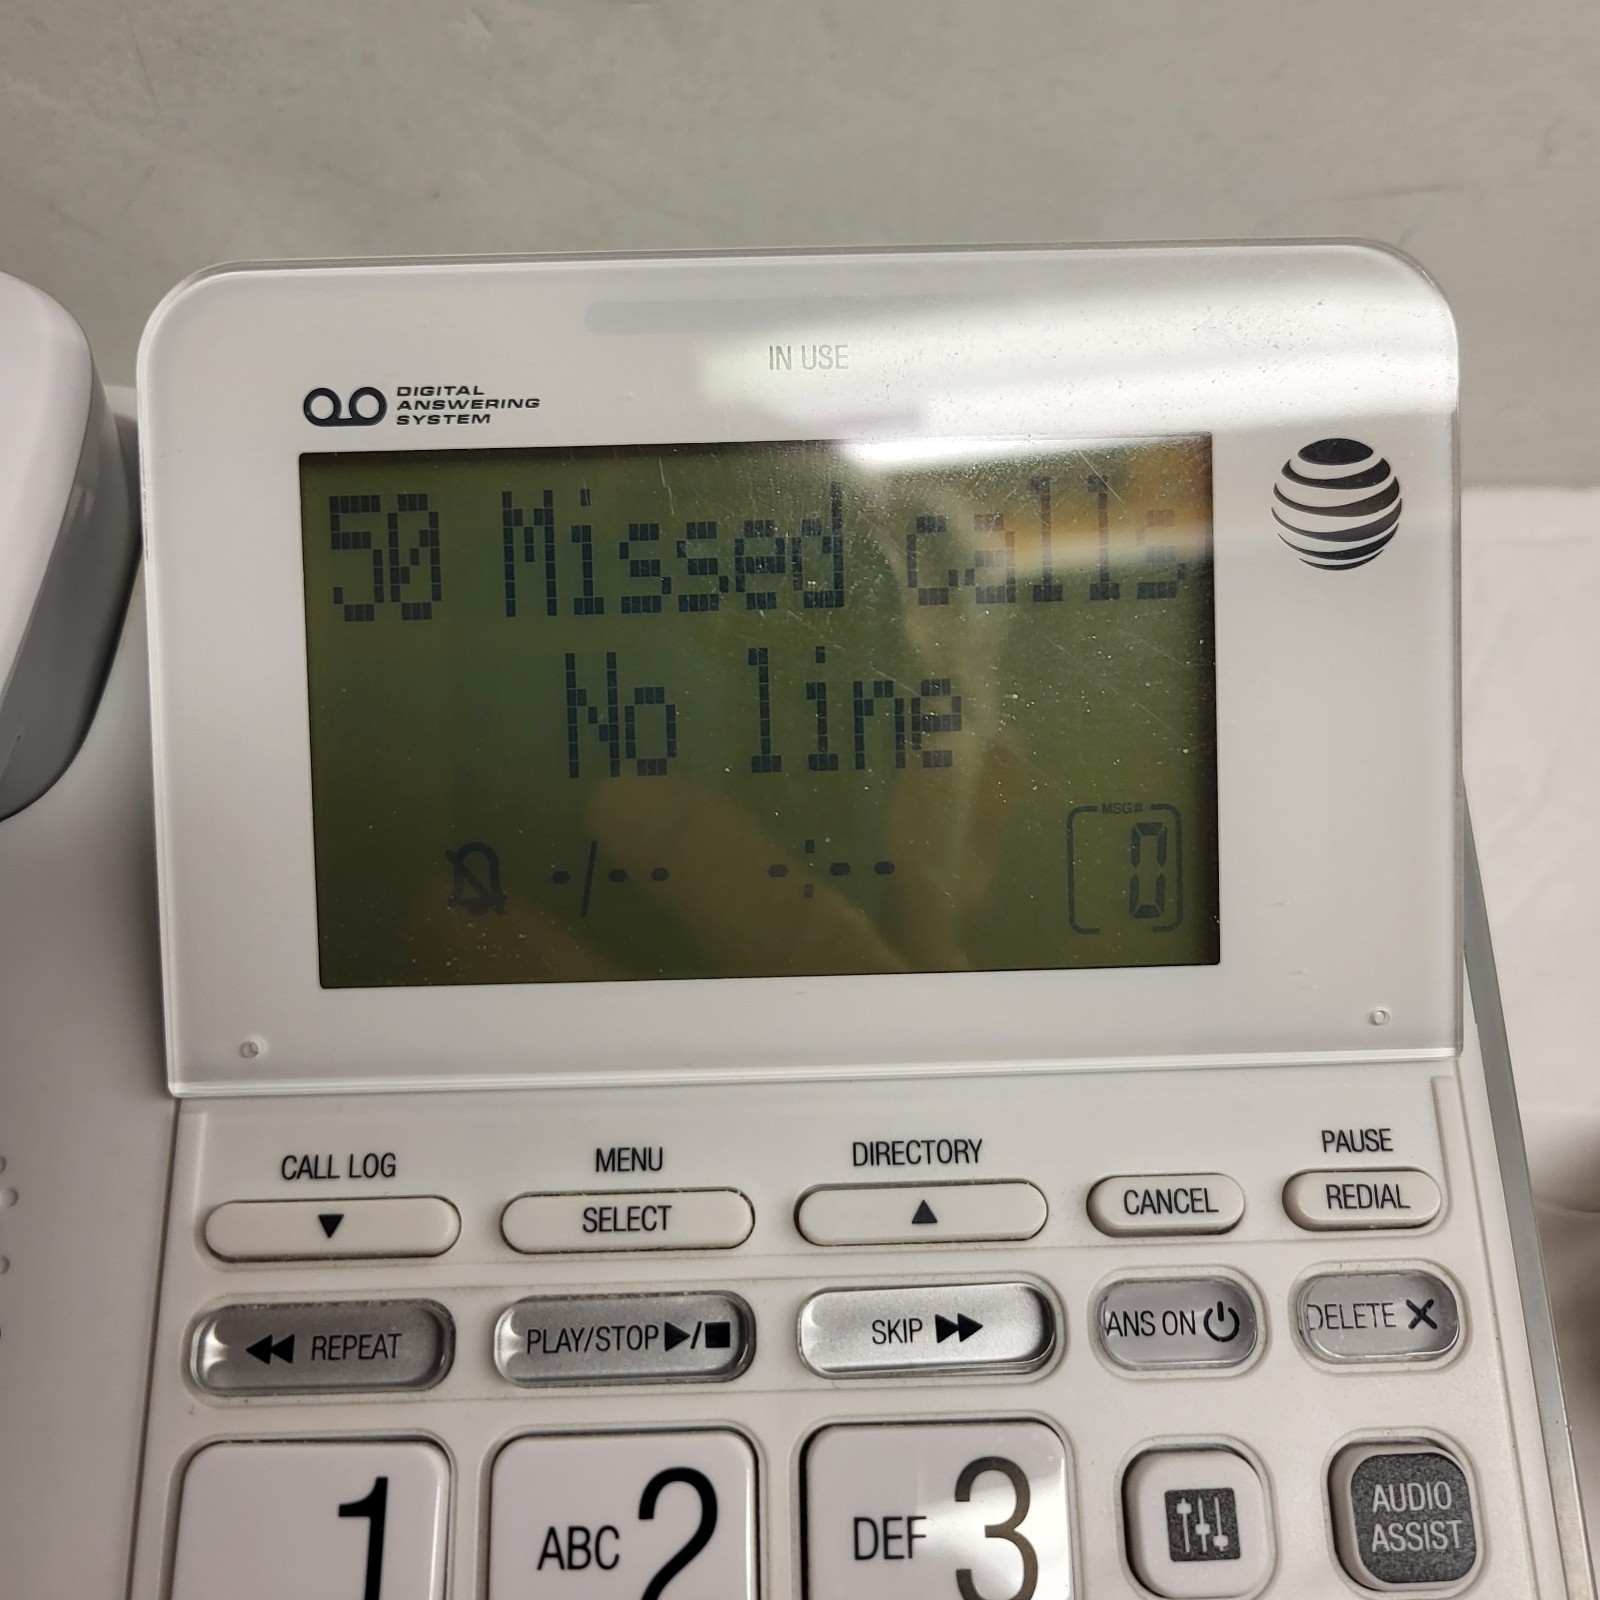 IN USE
DIGITAL
ANSWERING
SYSTEM
50 Missed calls
No line
-/-- -:-- MSG# 0
CALL LOG MENU DIRECTORY PAUSE
▼ SELECT ▲ CANCEL REDIAL
◀◀ REPEAT PLAY/STOP ▶/■ SKIP ▶▶ ANS ON DELETE X
1 ABC 2 DEF 3 AUDIO
ASSIST